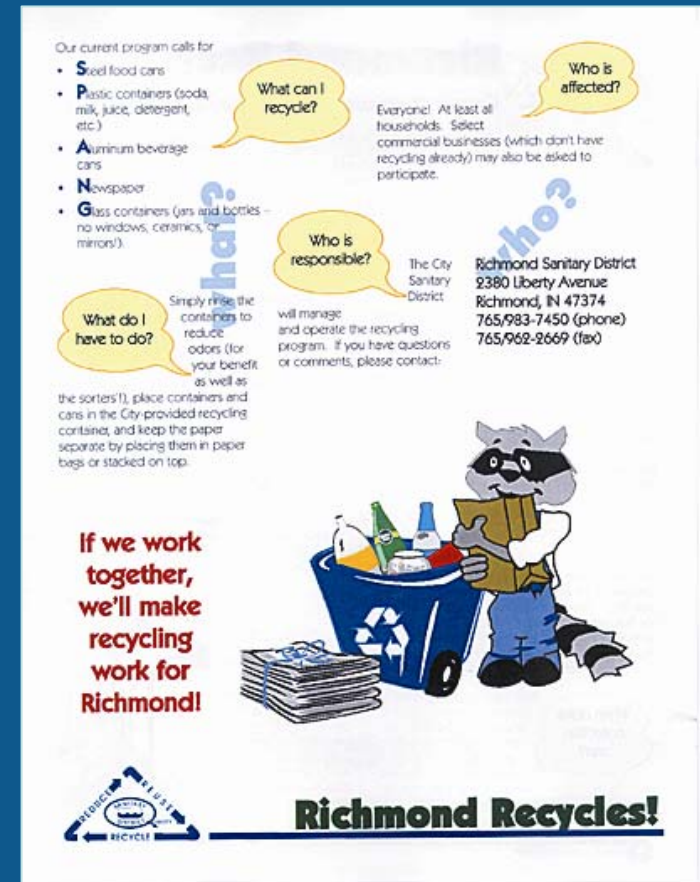 Our current program calls for
• Steel food cans
• Plastic containers (soda,
milk, juice, detergent,
etc.)
• Aluminum beverage
cans
• Newspaper
• Glass containers (jars and bottles –
no windows, ceramics, or
mirrors!).
What can I
recycle?
what?
What do I
have to do?
Simply rinse the
containers to
reduce
odors (for
your benefit
as well as
the sorters'!), place containers and
cans in the City-provided recycling
container, and keep the paper
separate by placing them in paper
bags or stacked on top.
Who is
affected?
Everyone! At least all
households. Select
commercial businesses (which don't have
recycling already) may also be asked to
participate.
who?
Who is
responsible?
The City
Sanitary
District
will manage
and operate the recycling
program. If you have questions
or comments, please contact:
Richmond Sanitary District
2380 Liberty Avenue
Richmond, IN 47374
765/983-7450 (phone)
765/962-2669 (fax)
If we work
together,
we'll make
recycling
work for
Richmond!
REDUCE
REUSE
RECYCLE
SANITARY
DISTRICT
Richmond Recycles!